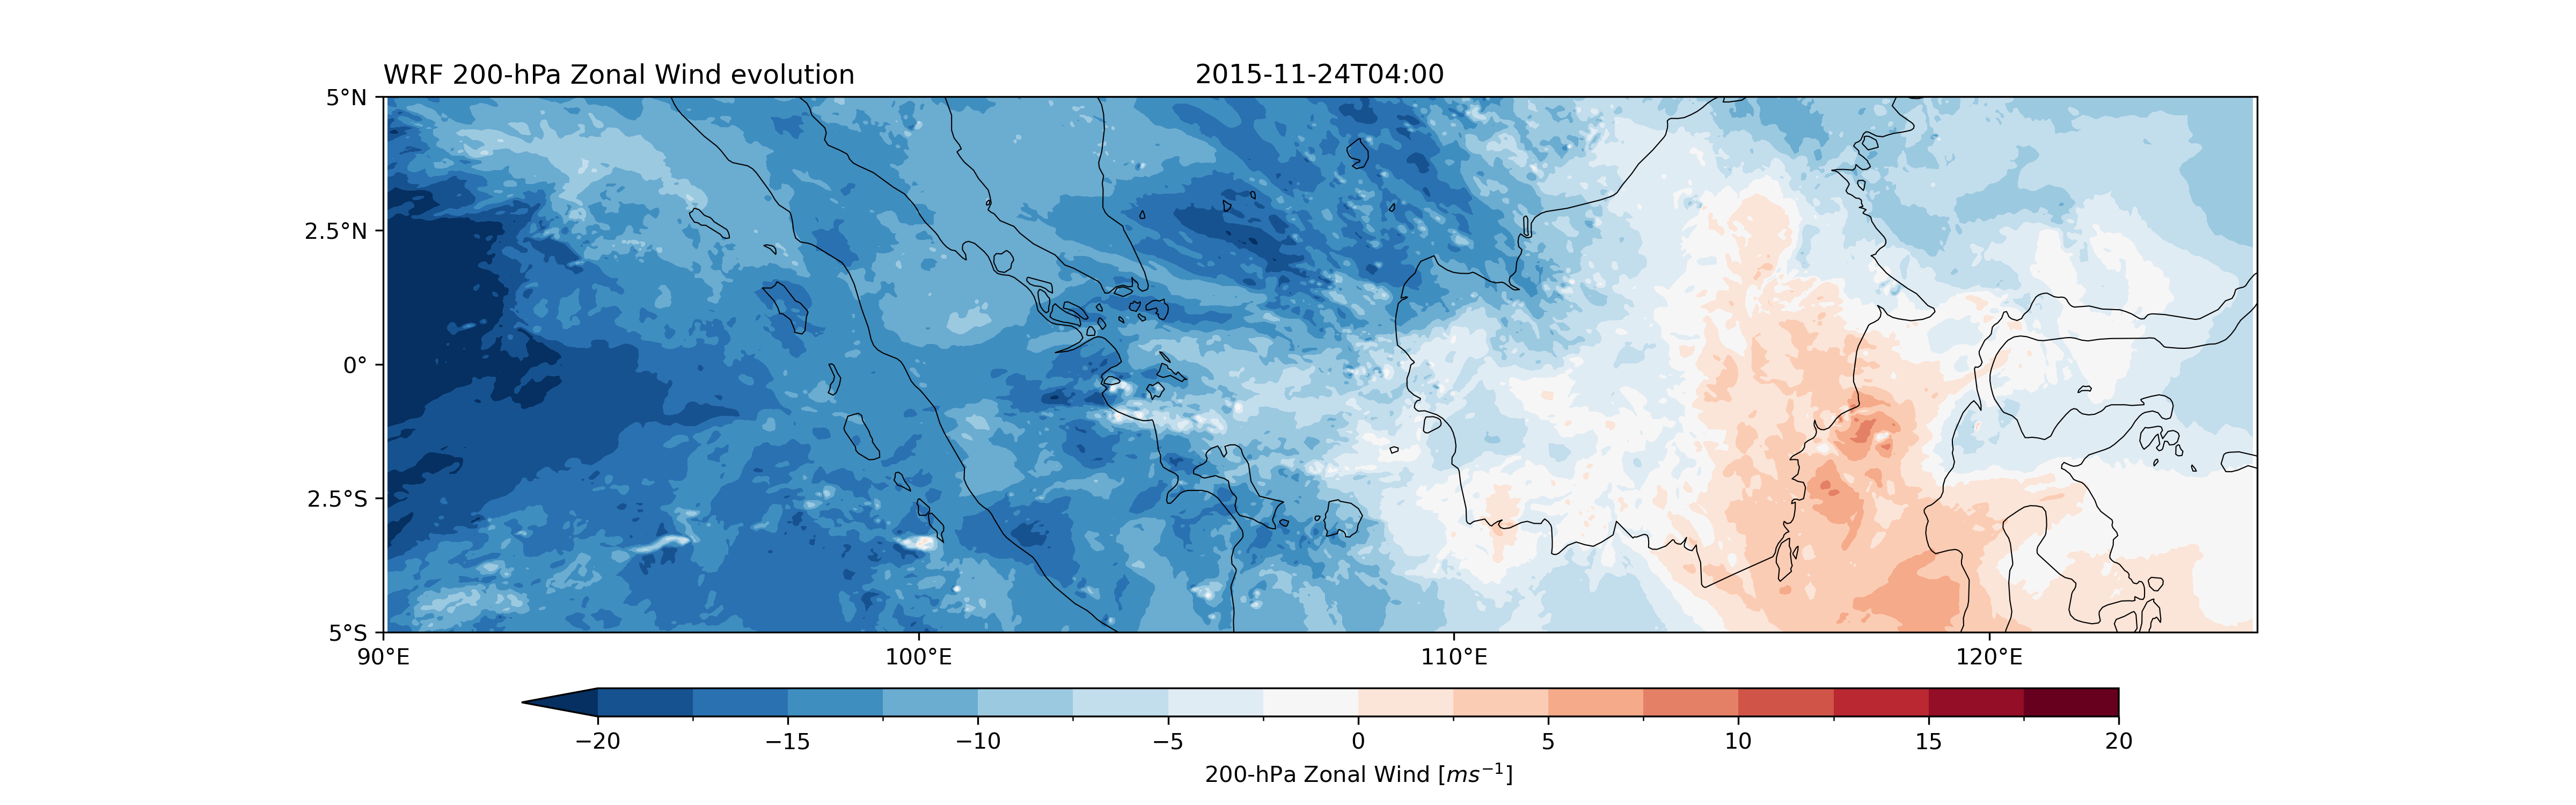 WRF 200-hPa Zonal Wind evolution 2015-11-24T04:00
5°N
2.5°N
0°
2.5°S
5°S
90°E 100°E 110°E 120°E
−20 −15 −10 −5 0 5 10 15 20
200-hPa Zonal Wind [ms⁻¹]